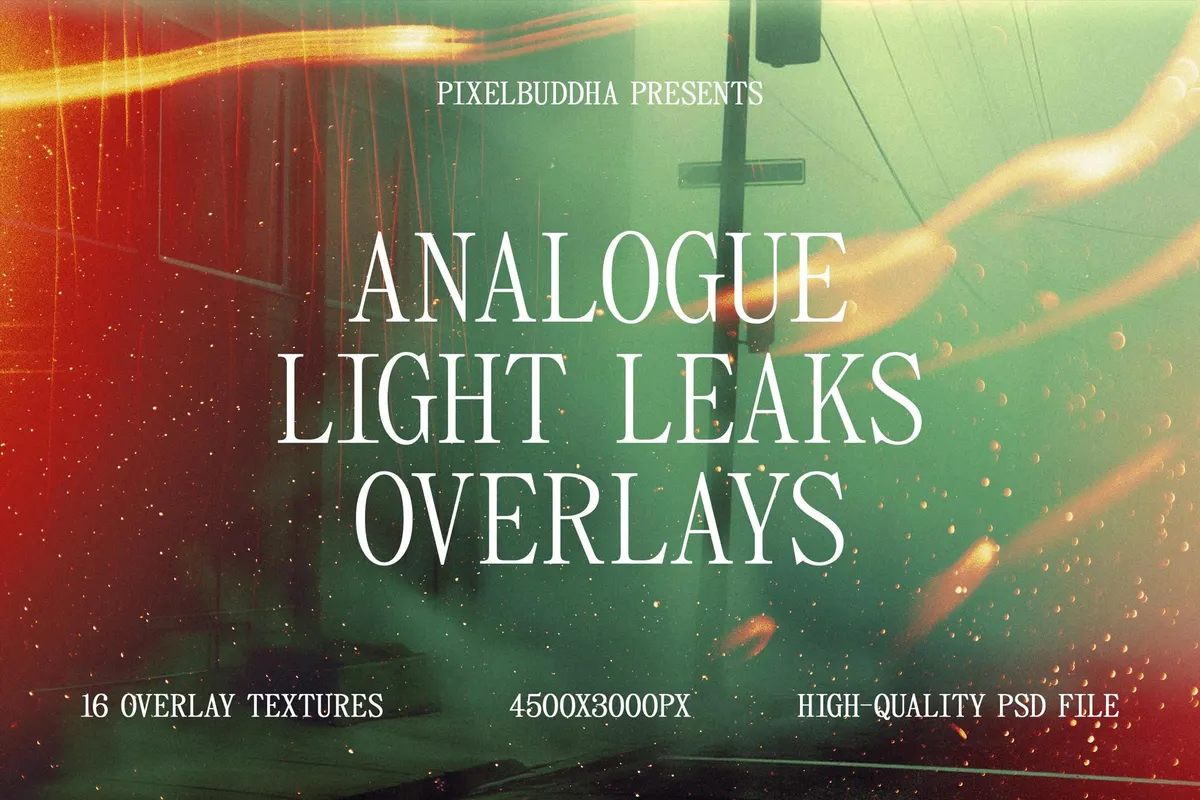 PIXELBUDDHA PRESENTS
ANALOGUE
LIGHT LEAKS
OVERLAYS
16 OVERLAY TEXTURES
4500X3000PX
HIGH-QUALITY PSD FILE